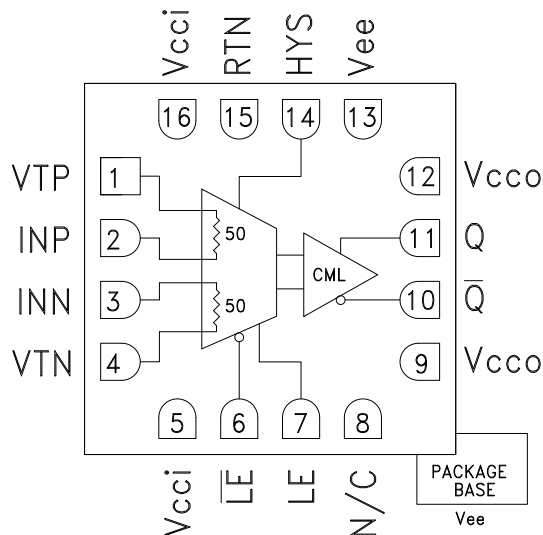 Vcci RTN HYS Vee
16 15 14 13
VTP 1 12 Vcco
INP 2 50 11 Q
CML
INN 3 50 10 Q̅
VTN 4 9 Vcco
5 6 7 8
Vcci L̅E̅ LE N/C
PACKAGE
BASE
Vee